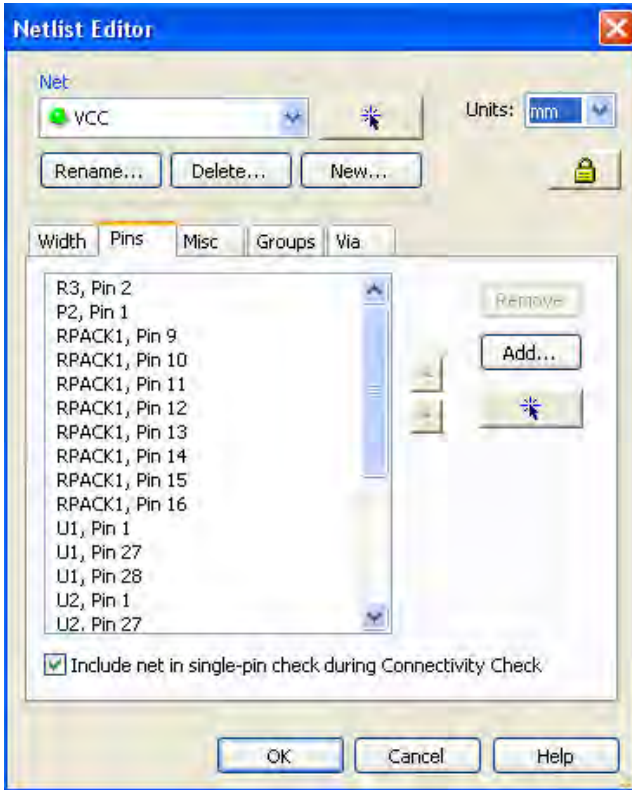 Netlist Editor
Net
VCC
Units: mm
Rename... Delete... New...
Width Pins Misc Groups Via
R3, Pin 2
P2, Pin 1
RPACK1, Pin 9
RPACK1, Pin 10
RPACK1, Pin 11
RPACK1, Pin 12
RPACK1, Pin 13
RPACK1, Pin 14
RPACK1, Pin 15
RPACK1, Pin 16
U1, Pin 1
U1, Pin 27
U1, Pin 28
U2, Pin 1
U2, Pin 27
Remove
Add...
Include net in single-pin check during Connectivity Check
OK Cancel Help